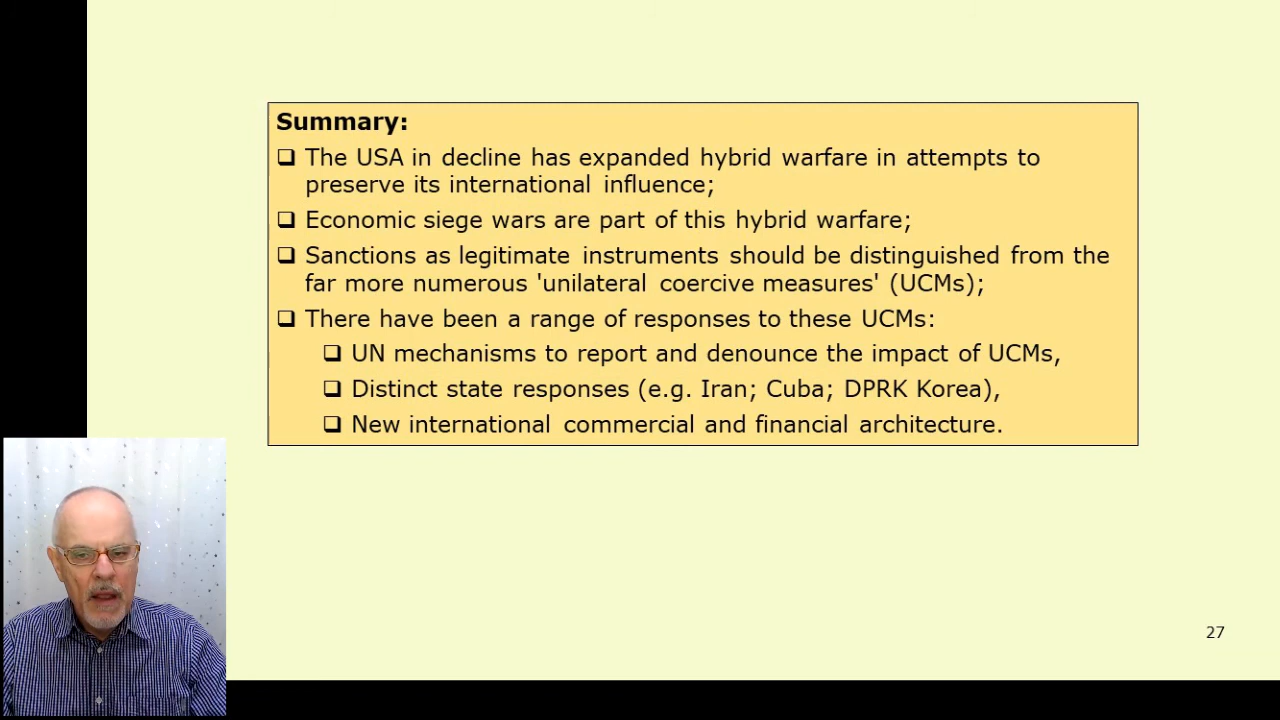 Summary:
❑ The USA in decline has expanded hybrid warfare in attempts to
preserve its international influence;
❑ Economic siege wars are part of this hybrid warfare;
❑ Sanctions as legitimate instruments should be distinguished from the
far more numerous 'unilateral coercive measures' (UCMs);
❑ There have been a range of responses to these UCMs:
❑ UN mechanisms to report and denounce the impact of UCMs,
❑ Distinct state responses (e.g. Iran; Cuba; DPRK Korea),
❑ New international commercial and financial architecture.
27